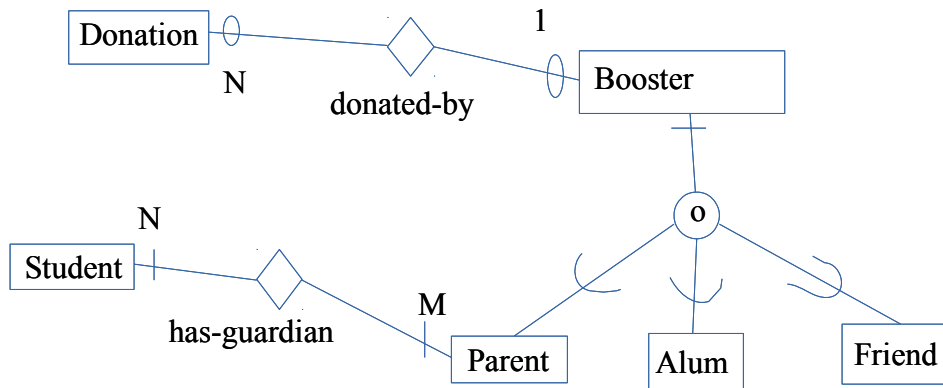 Donation
1
N
Booster
donated-by
o
N
Student
M
has-guardian
Parent
Alum
Friend